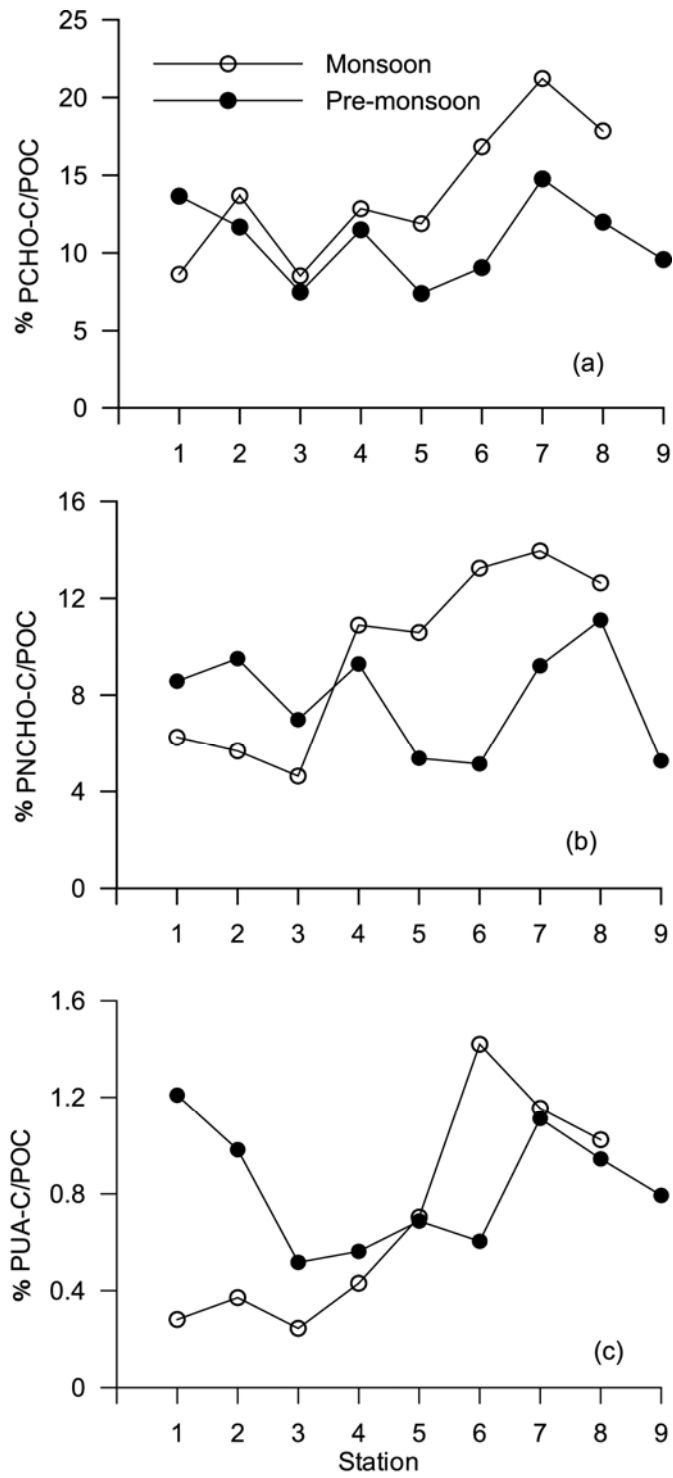 25
Monsoon
Pre-monsoon
20
15
10
5
0
% PCHO-C/POC
(a)
1 2 3 4 5 6 7 8 9
16
12
8
4
0
% PNCHO-C/POC
(b)
1 2 3 4 5 6 7 8 9
1.6
1.2
0.8
0.4
0
% PUA-C/POC
(c)
1 2 3 4 5 6 7 8 9
Station